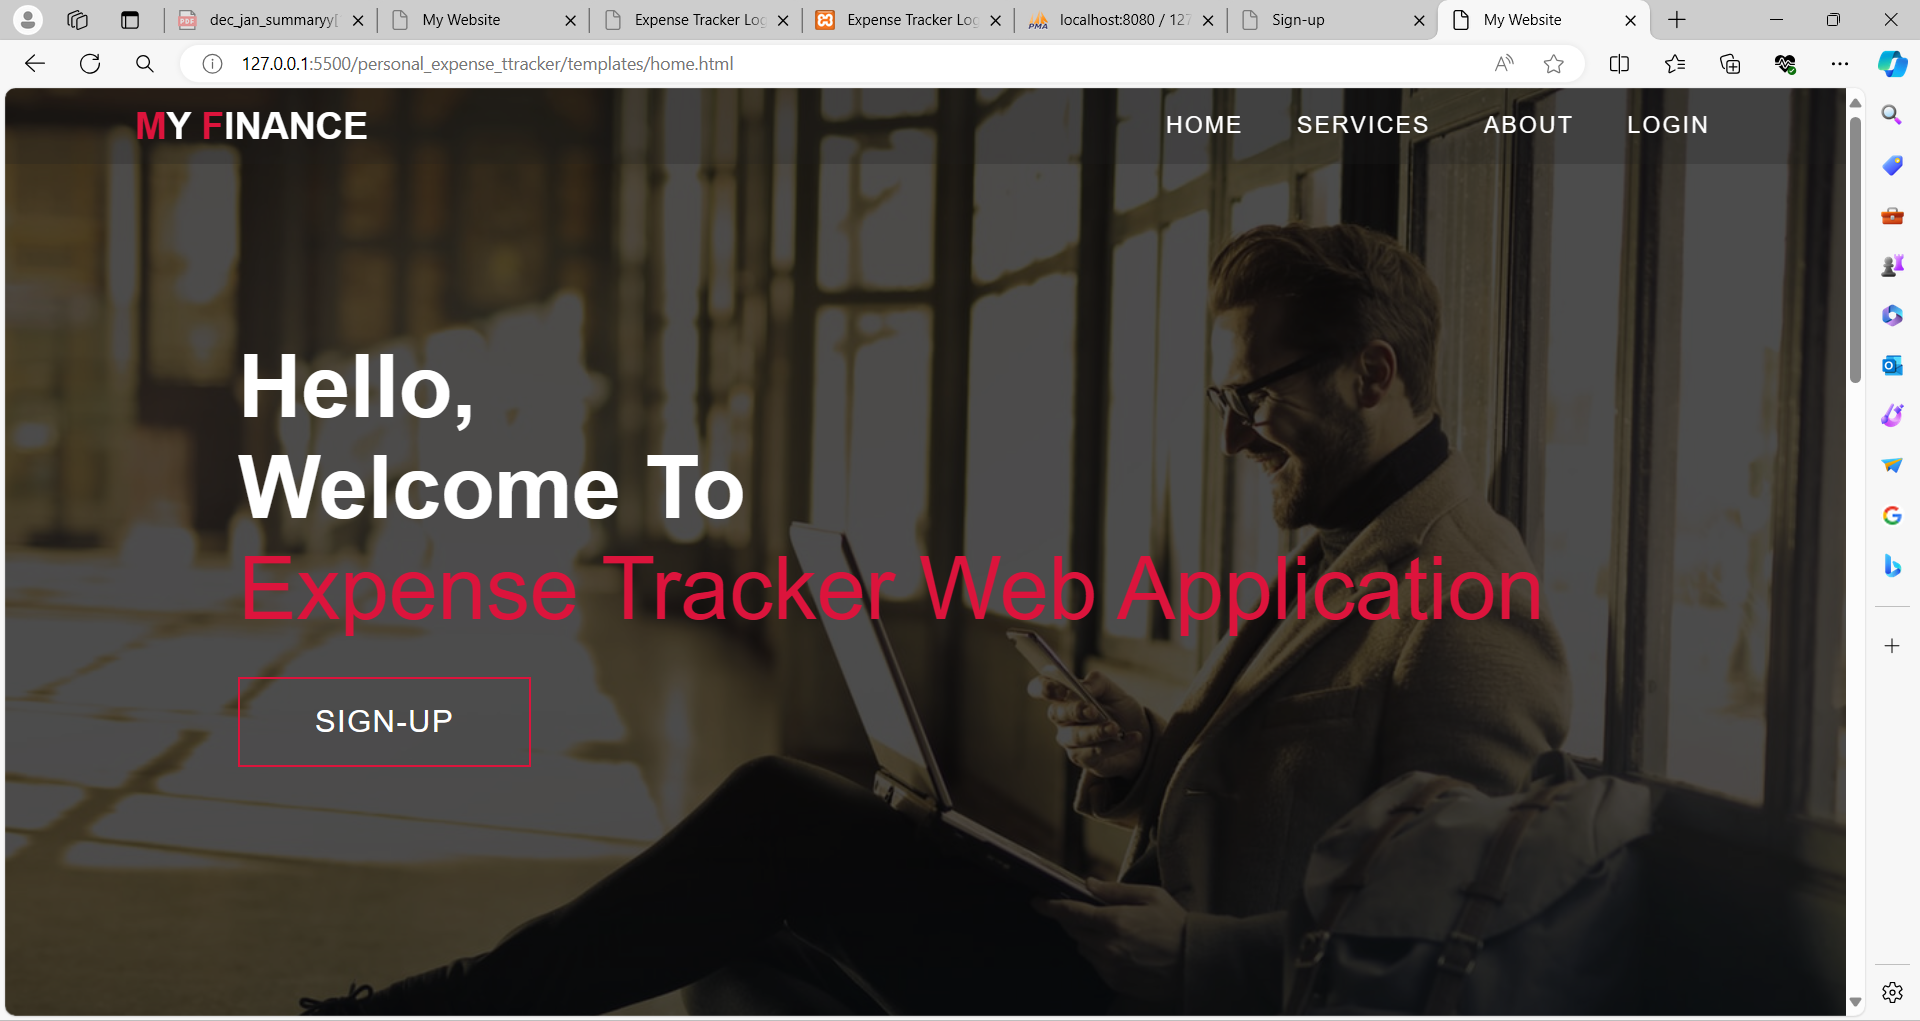 dec_jan_summaryy[
My Website
Expense Tracker Log
Expense Tracker Log
localhost:8080 / 127
Sign-up
My Website
127.0.0.1:5500/personal_expense_ttracker/templates/home.html
MY FINANCE
HOME
SERVICES
ABOUT
LOGIN
Hello,
Welcome To
Expense Tracker Web Application
SIGN-UP